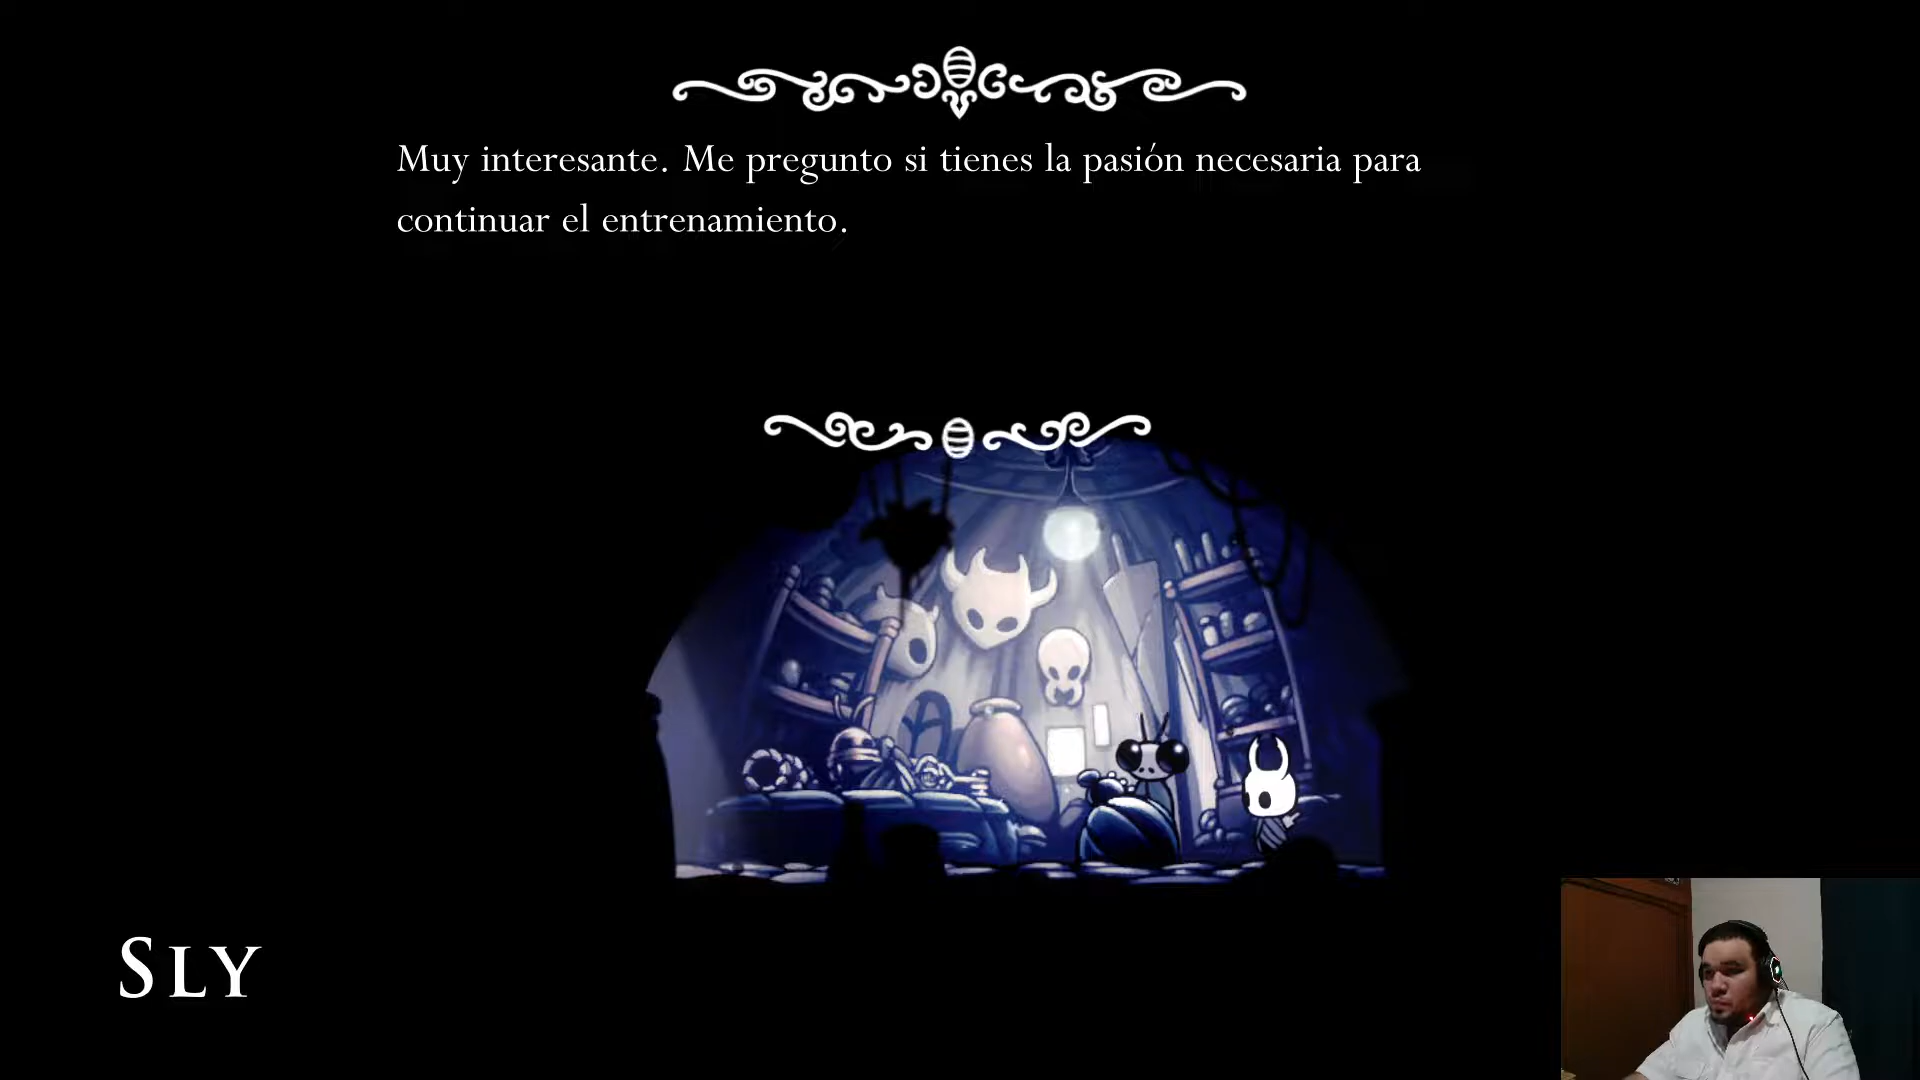 Muy interesante. Me pregunto si tienes la pasión necesaria para
continuar el entrenamiento.
Sly